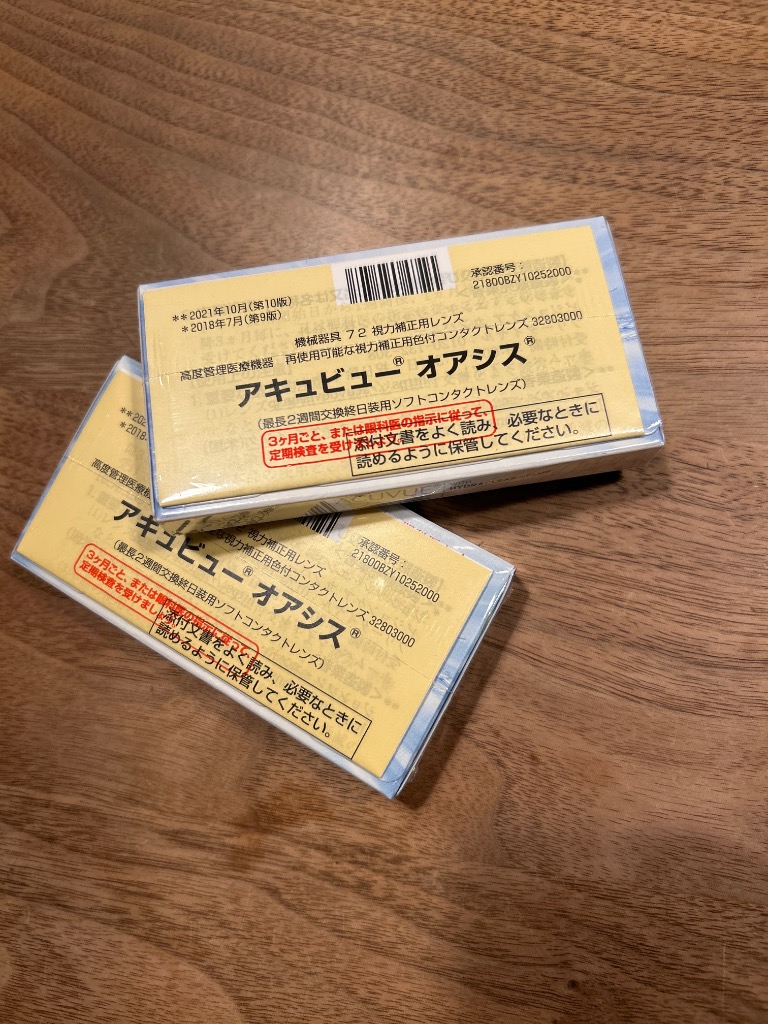 **2021年10月(第10版)
*2018年7月(第9版)
承認番号:
21800BZY10252000
機械器具 72 視力補正用レンズ
高度管理医療機器 再使用可能な視力補正用色付コンタクトレンズ 32803000
アキュビュー® オアシス®
(最長2週間交換終日装用ソフトコンタクトレンズ)
3ヶ月ごと、または眼科医の指示に従って、
定期検査を受け
添付文書をよく読み、必要なときに
読めるように保管してください。
**202
*2018
高度管理医療機
視力補正用レンズ
承認番号:
21800BZY10252000
視力補正用色付コンタクトレンズ 32803000
アキュビュー® オアシス®
(最長2週間交換終日装用ソフトコンタクトレンズ)
3ヶ月ごと、または眼科医の指示に従って
定期検査を受けまし
添付文書をよく読み、必要なときに
読めるように保管してください。